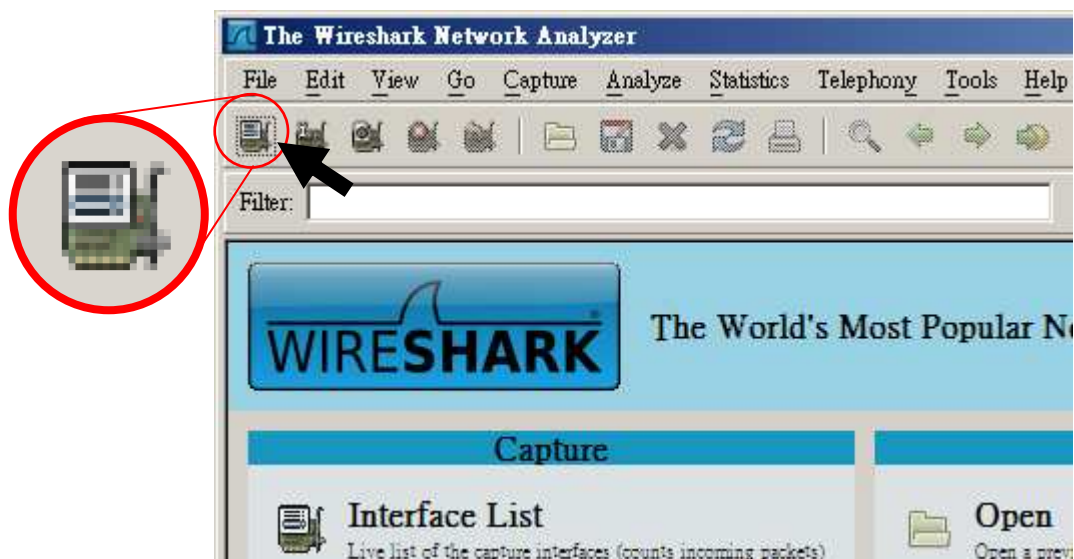 The Wireshark Network Analyzer
File Edit View Go Capture Analyze Statistics Telephony Tools Help
Filter:
WIRESHARK
The World's Most Popular
Capture
Interface List
Live list of the capture interfaces (counts incoming packets)
Open
Open a